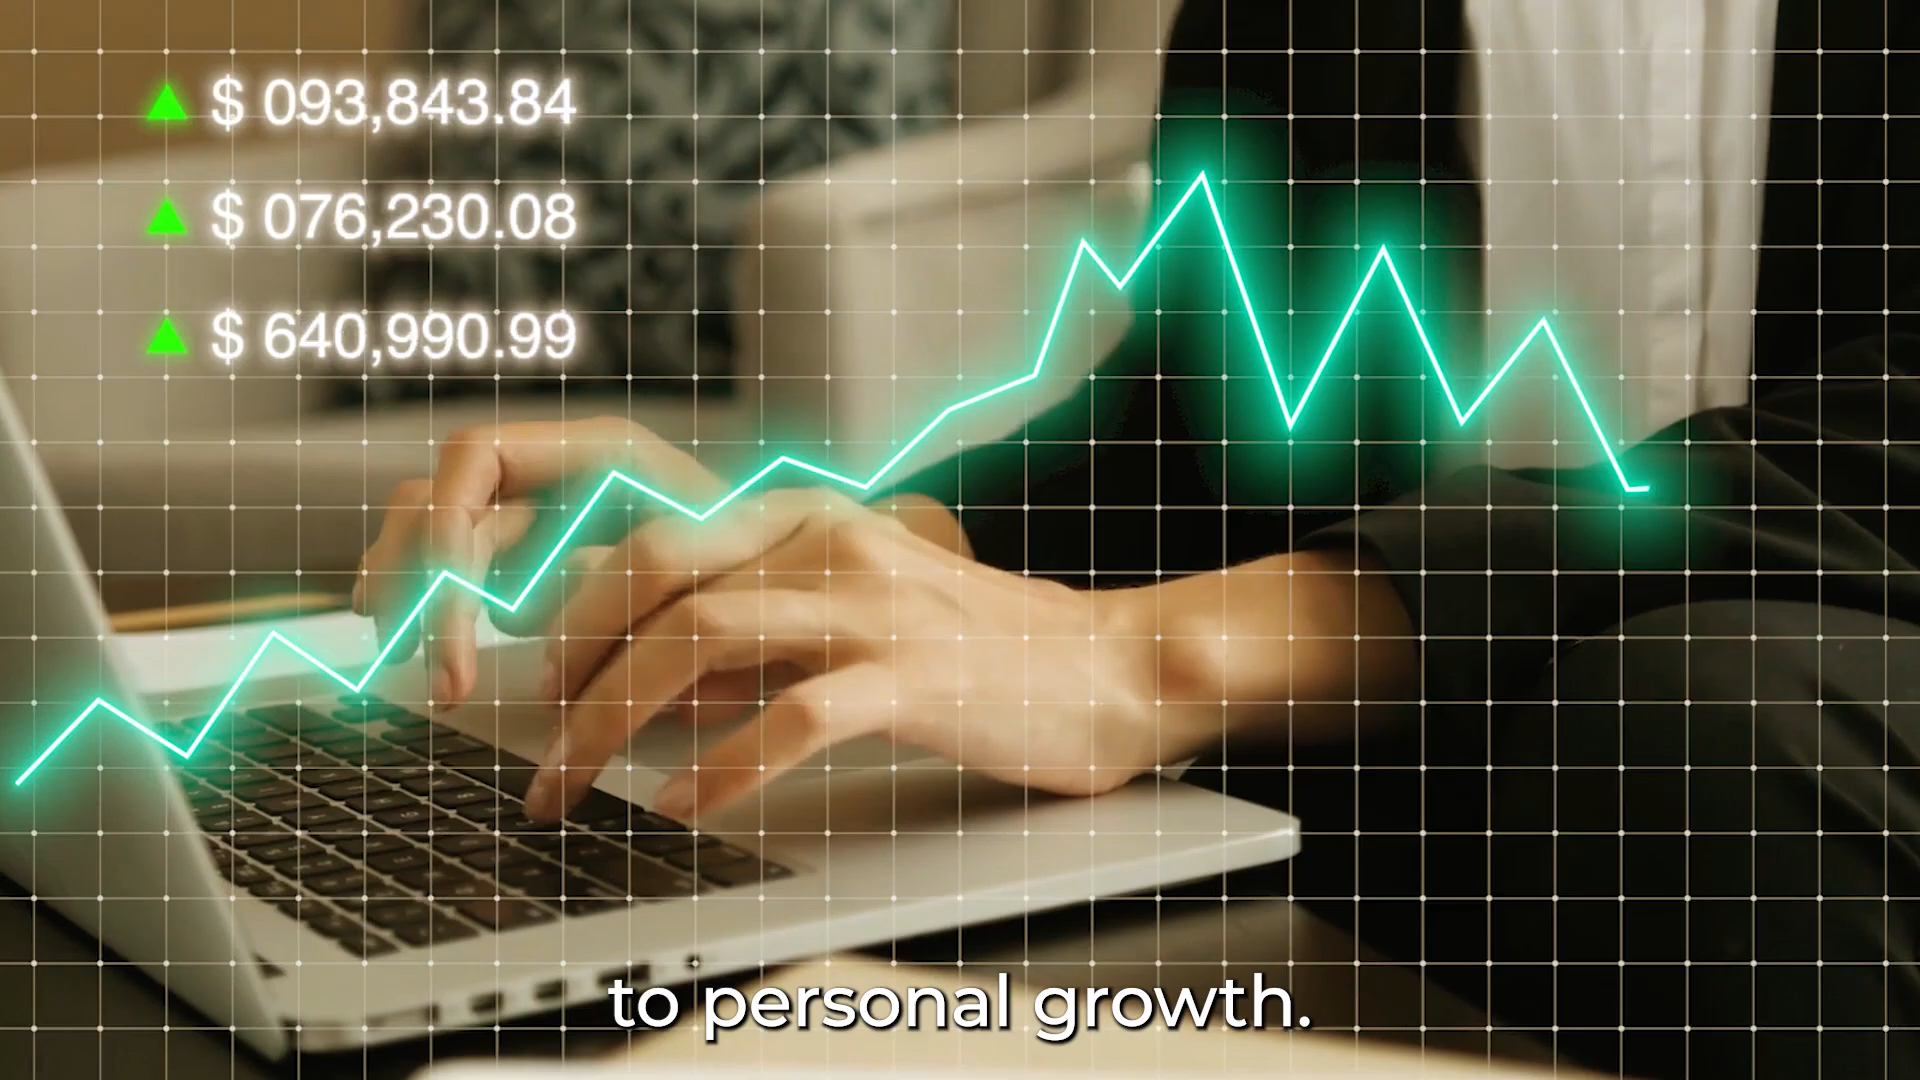 $ 093,843.84
$ 076,230.08
$ 640,990.99
to personal growth.